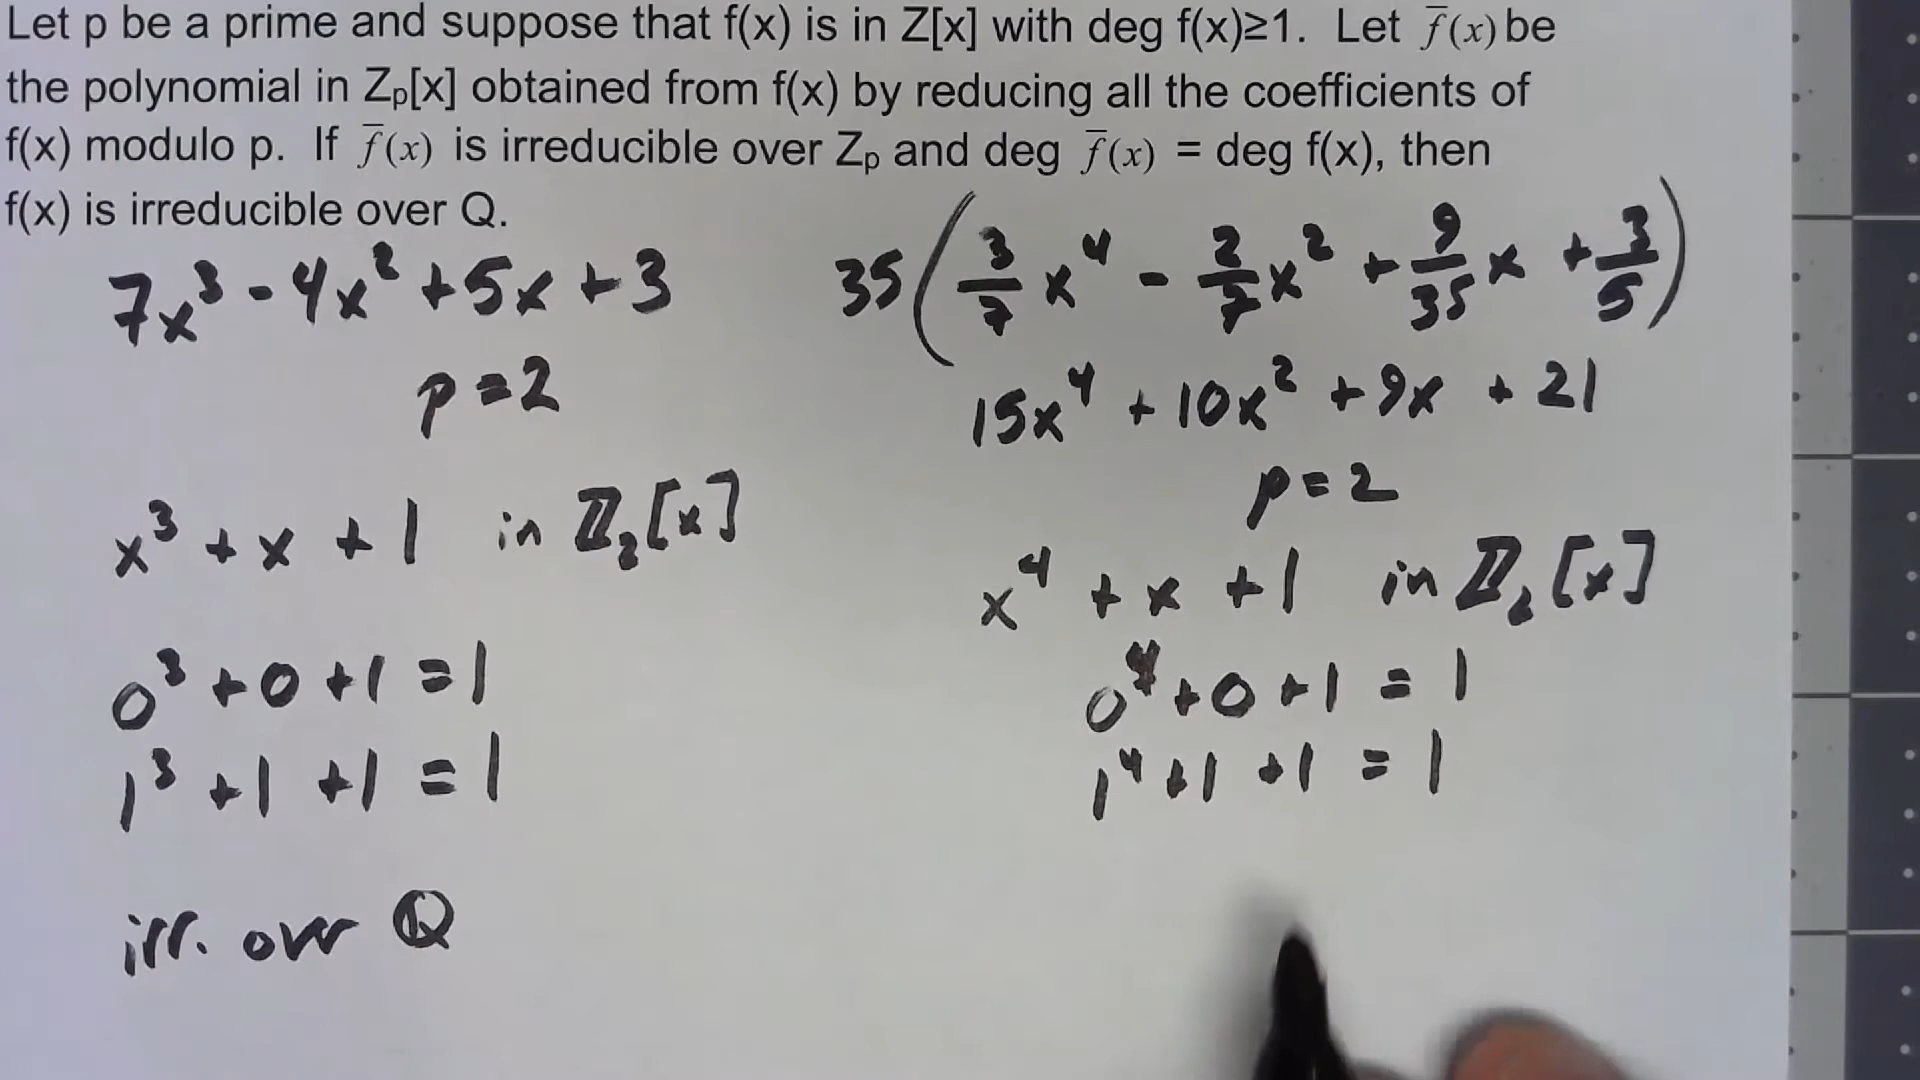 Let p be a prime and suppose that f(x) is in Z[x] with deg f(x)≥1. Let f̄(x) be
the polynomial in Zₚ[x] obtained from f(x) by reducing all the coefficients of
f(x) modulo p. If f̄(x) is irreducible over Zₚ and deg f̄(x) = deg f(x), then
f(x) is irreducible over Q.
7x³ - 4x² + 5x + 3
p = 2
x³ + x + 1 in ℤ₂[x]
0³ + 0 + 1 = 1
1³ + 1 + 1 = 1
irr. over ℚ
35(3/7 x⁴ - 2/7 x² + 9/35 x + 3/5)
15x⁴ + 10x² + 9x + 21
p = 2
x⁴ + x + 1 in ℤ₂[x]
0⁴ + 0 + 1 = 1
1⁴ + 1 + 1 = 1